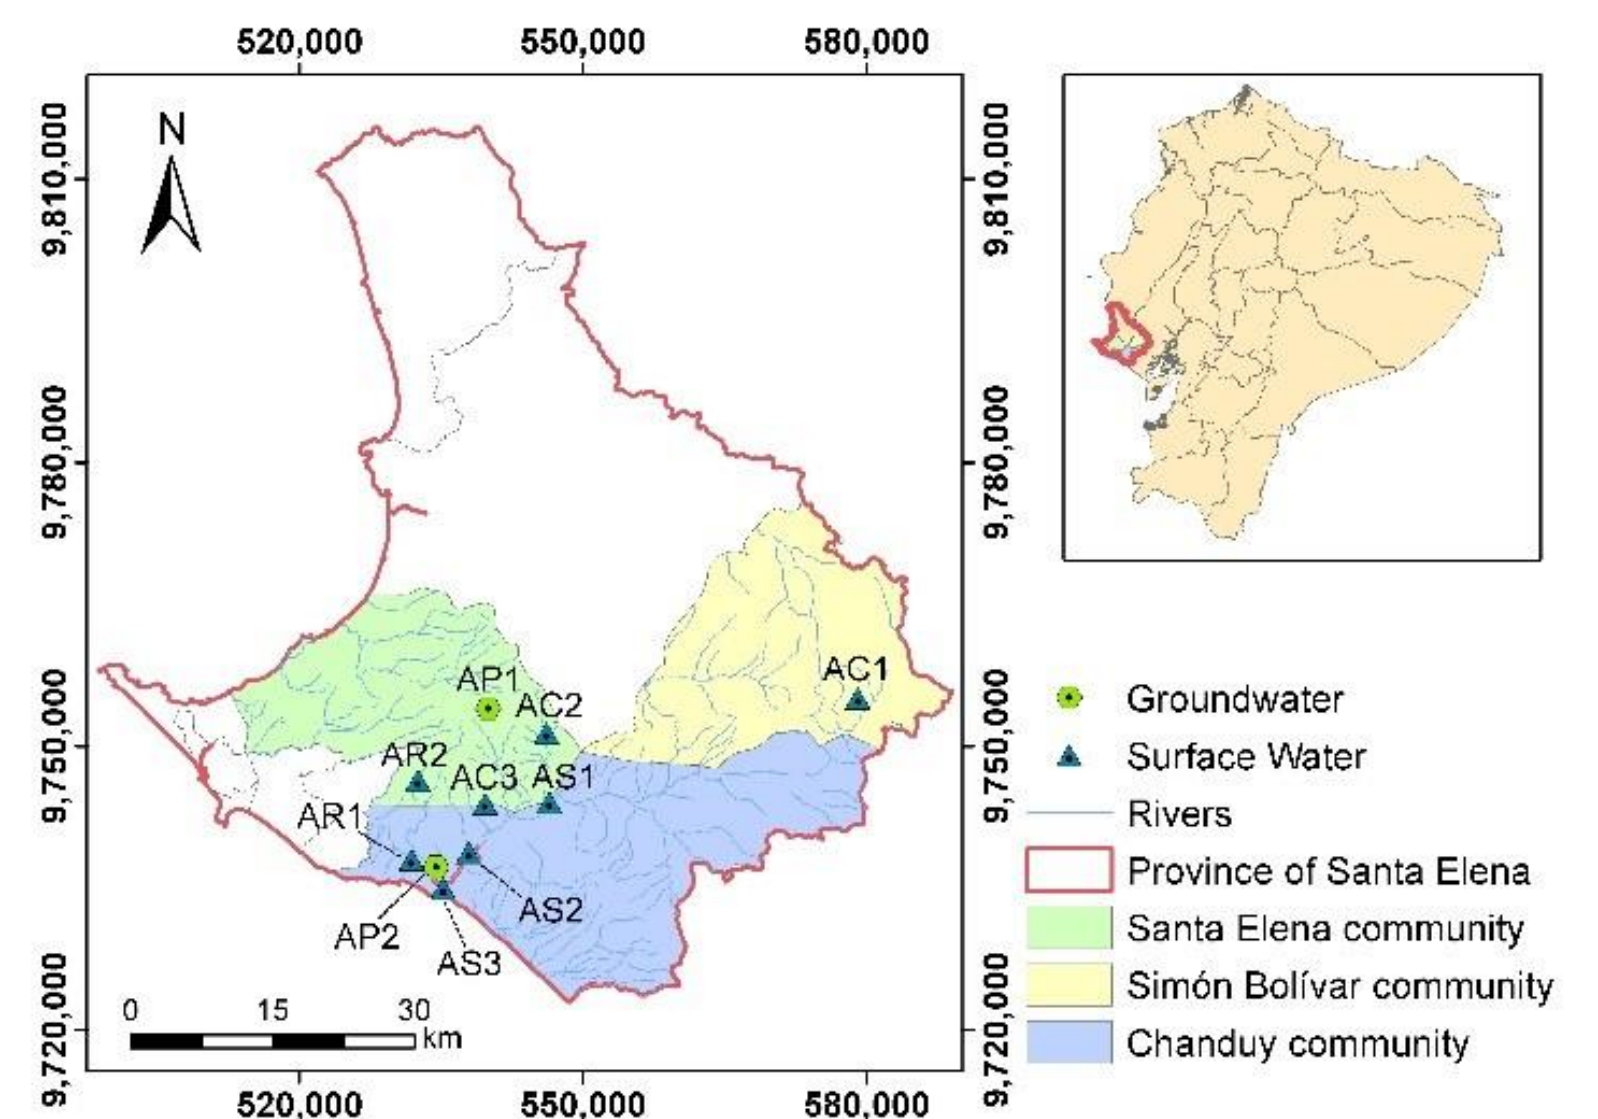 520,000 550,000 580,000
N
9,810,000
9,780,000
9,750,000
9,720,000
9,810,000
9,780,000
9,750,000
9,720,000
AC1
AP1
AC2
AR2
AC3
AS1
AR1
AS2
AP2
AS3
0 15 30
km
520,000 550,000 580,000
Groundwater
Surface Water
Rivers
Province of Santa Elena
Santa Elena community
Simón Bolívar community
Chanduy community